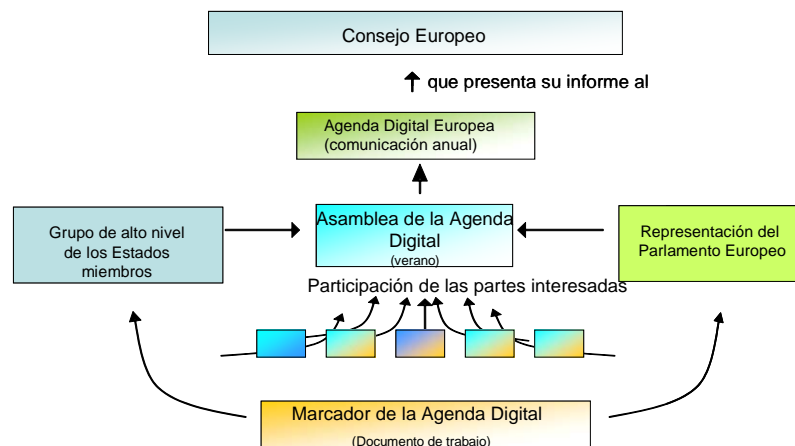 Consejo Europeo
que presenta su informe al
Agenda Digital Europea
(comunicación anual)
Grupo de alto nivel
de los Estados
miembros
Asamblea de la Agenda
Digital
(verano)
Representación del
Parlamento Europeo
Participación de las partes interesadas
Marcador de la Agenda Digital
(Documento de trabajo)